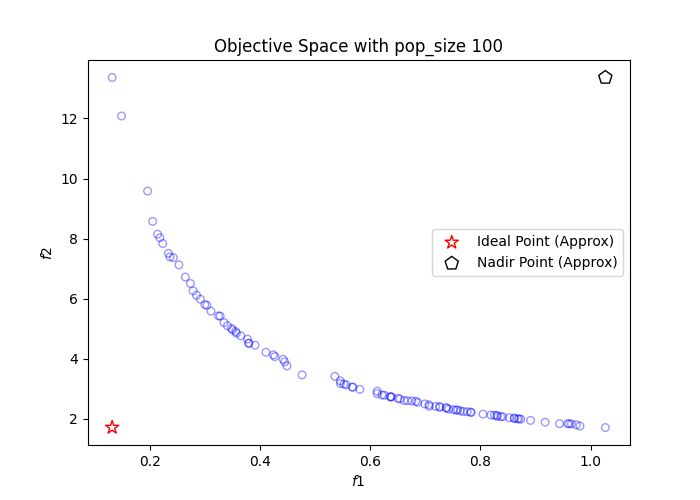 Objective Space with pop_size 100
12
10
8
6
4
2
f2
Ideal Point (Approx)
Nadir Point (Approx)
0.2 0.4 0.6 0.8 1.0
f1